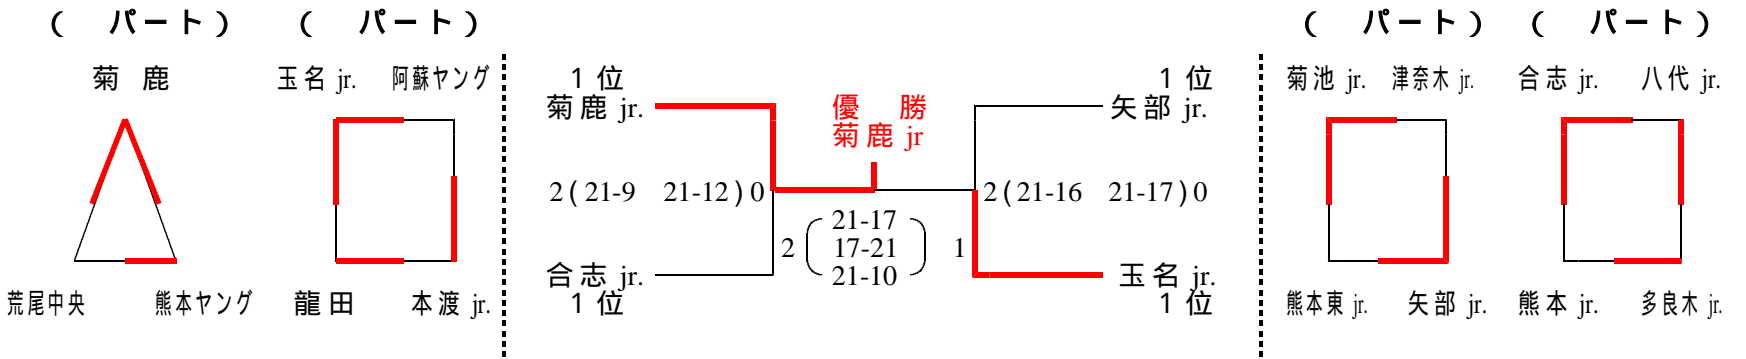 ( パート )
( パート )
( パート )
( パート )
菊 鹿
玉名 jr. 阿蘇ヤング
荒尾中央 熊本ヤング
龍田 本渡 jr.
1 位
菊鹿 jr.
優 勝
菊鹿 jr
1 位
矢部 jr.
2(21-9 21-12)0
2(21-16 21-17)0
2
21-17
17-21
21-10
1
合志 jr.
1 位
玉名 jr.
1 位
菊池 jr. 津奈木 jr.
合志 jr. 八代 jr.
熊本東 jr. 矢部 jr.
熊本 jr. 多良木 jr.